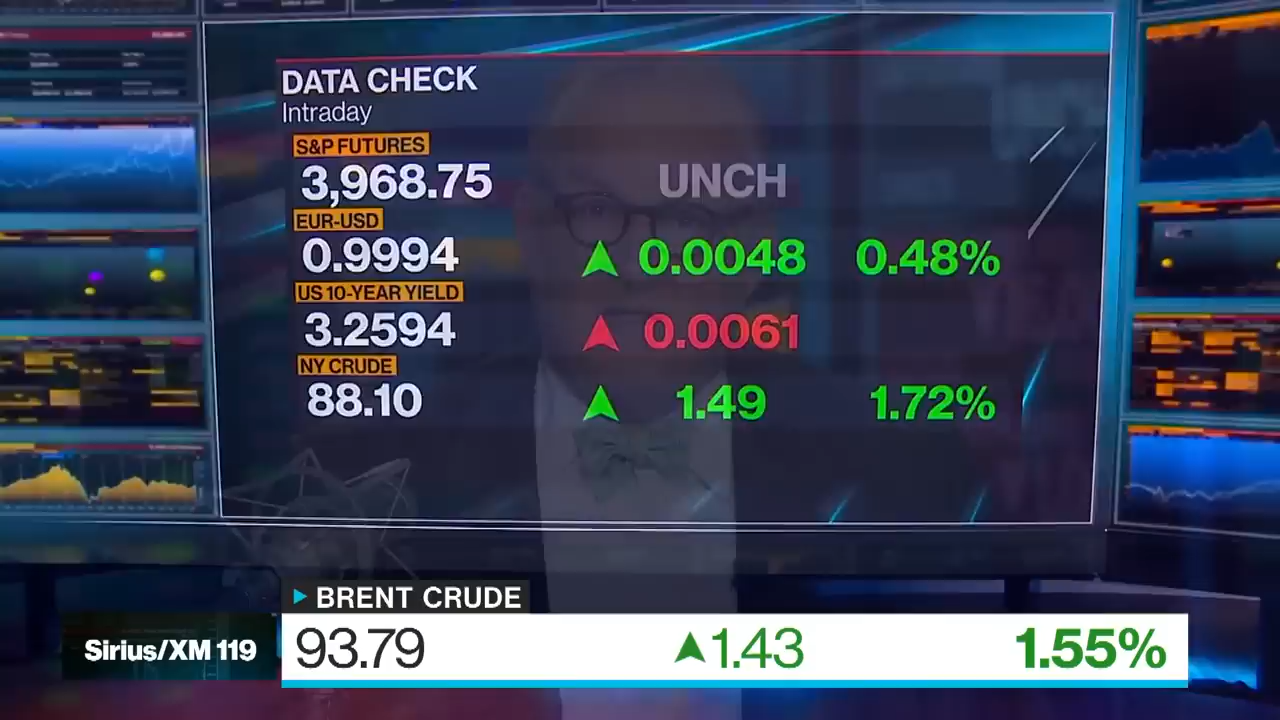 DATA CHECK
Intraday
S&P FUTURES
3,968.75 UNCH
EUR-USD
0.9994 ▲ 0.0048 0.48%
US 10-YEAR YIELD
3.2594 ▲ 0.0061
NY CRUDE
88.10 ▲ 1.49 1.72%
BRENT CRUDE
Sirius/XM 119 93.79 ▲ 1.43 1.55%